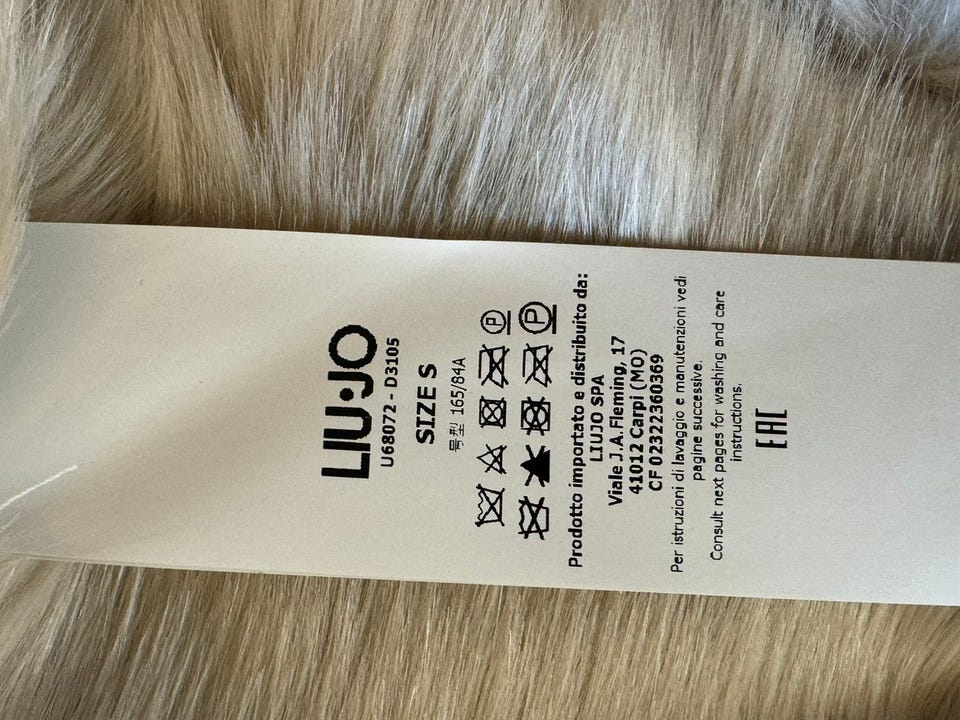 LIU·JO
U68072 - D3105
SIZE S
号型 165/84A
P
P
Prodotto importato e distribuito da:
LIUJO SPA
Viale J.A.Fleming, 17
41012 Carpi (MO)
CF 02322360369
Per istruzioni di lavaggio e manutenzioni vedi
pagine successive.
Consult next pages for washing and care
instructions.
EAC